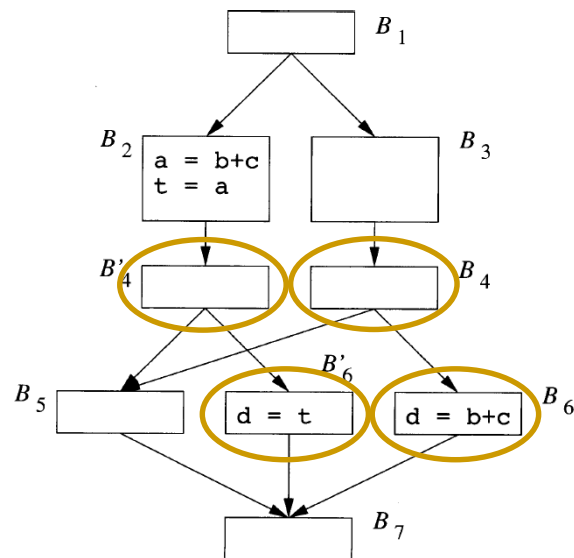 B1
B2
B3
a = b+c
t = a
B'4
B4
B'6
B5
B6
d = t
d = b+c
B7